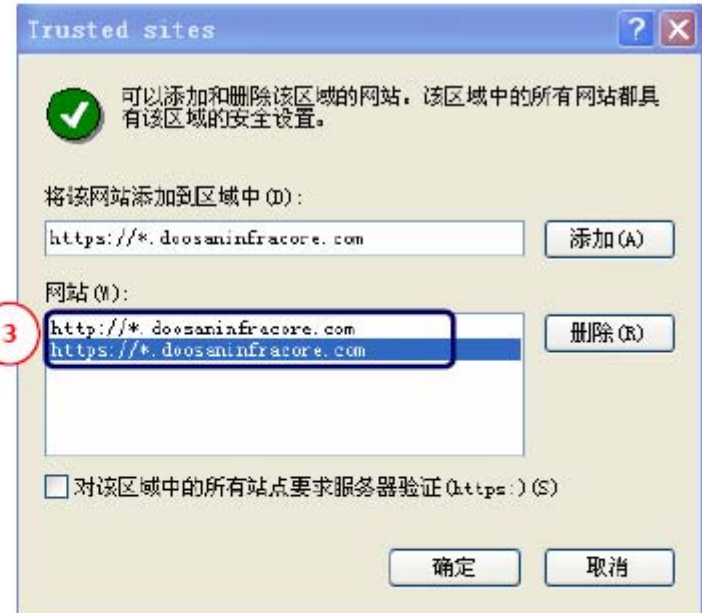 Trusted sites
可以添加和删除该区域的网站。该区域中的所有网站都具
有该区域的安全设置。
将该网站添加到区域中(D):
https://*.doosaninfracore.com
添加(A)
网站(W):
3
http://*.doosaninfracore.com
https://*.doosaninfracore.com
删除(R)
对该区域中的所有站点要求服务器验证(https:)(S)
确定
取消